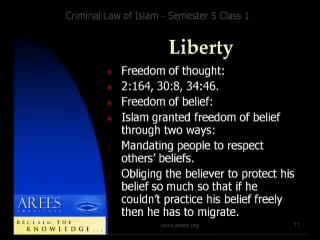 Criminal Law of Islam - Semester 5 Class 1
Liberty
Freedom of thought:
2:164, 30:8, 34:46.
Freedom of belief:
Islam granted freedom of belief
through two ways:
1. Mandating people to respect
others' beliefs.
2. Obliging the believer to protect his
belief so much so that if he
couldn't practice his belief freely
then he has to migrate.
AREES
INSTITUTE
RECLAIM THE
KNOWLEDGE...
www.arees.org
11